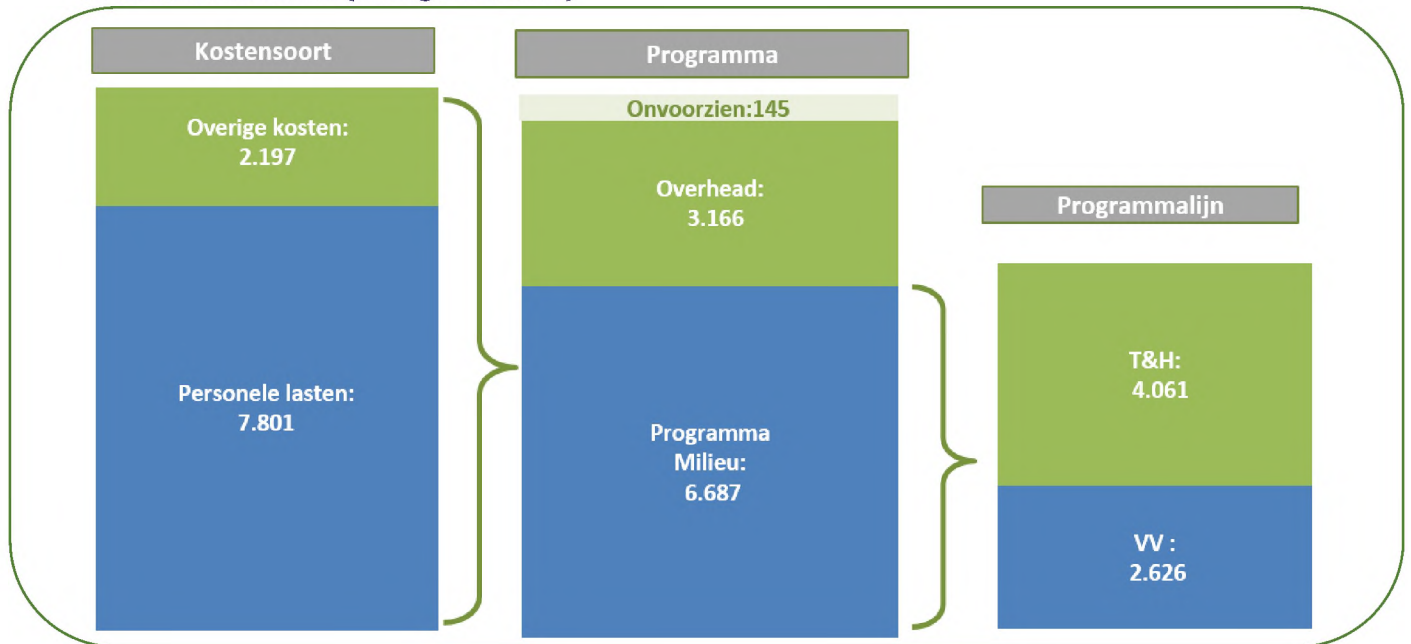 Kostensoort
Overige kosten:
2.197
Personele lasten:
7.801
Programma
Onvoorzien:145
Overhead:
3.166
Programma
Milieu:
6.687
Programmalijn
T&H:
4.061
VV :
2.626